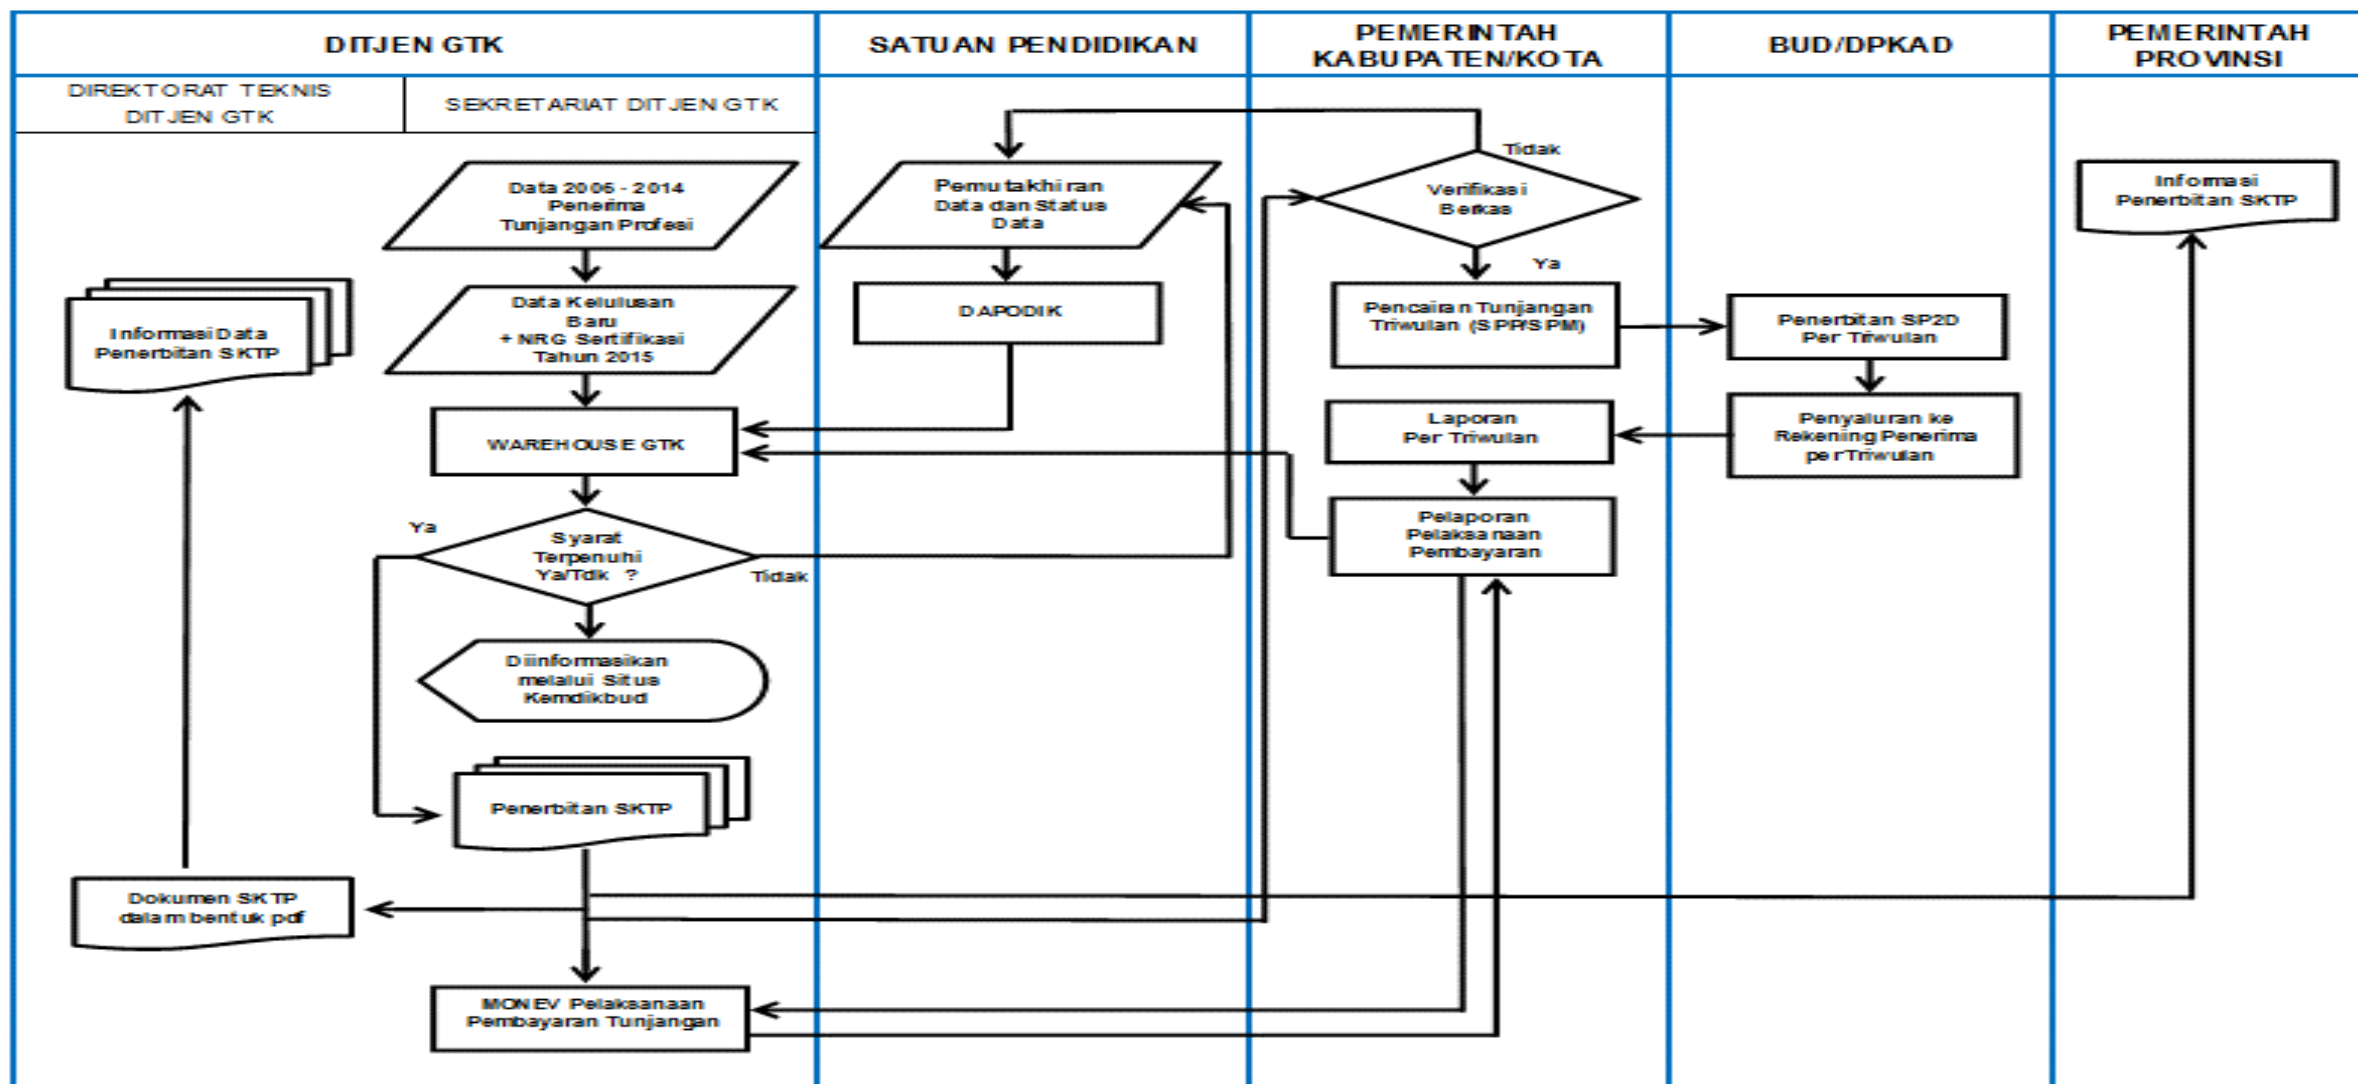 DITJEN GTK
SATUAN PENDIDIKAN
PEMERINTAH
KABUPATEN/KOTA
BUD/DPKAD
PEMERINTAH
PROVINSI
DIREKTORAT TEKNIS
DITJEN GTK
SEKRETARIAT DITJEN GTK
Data 2006 - 2014
Penerima
Tunjangan Profesi
Data Kelulusan
Baru
+ NRG Sertifikasi
Tahun 2015
Informasi Data
Penerbitan SKTP
WAREHOUSE GTK
Ya
Syarat
Terpenuhi
Ya/Tdk ?
Tidak
Diinformasikan
melalui Situs
Kemdikbud
Penerbitan SKTP
Dokumen SKTP
dalam bentuk pdf
MONEV Pelaksanaan
Pembayaran Tunjangan
Pemutakhiran
Data dan Status
Data
DAPODIK
Tidak
Verifikasi
Berkas
Ya
Pencairan Tunjangan
Triwulan (SPP/SPM)
Laporan
Per Triwulan
Pelaporan
Pelaksanaan
Pembayaran
Penerbitan SP2D
Per Triwulan
Penyaluran ke
Rekening Penerima
per Triwulan
Informasi
Penerbitan SKTP